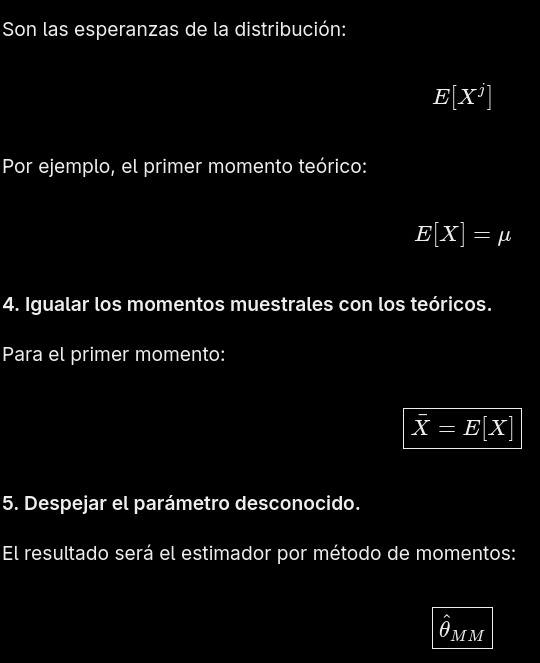 Son las esperanzas de la distribución:
E[X^j]
Por ejemplo, el primer momento teórico:
E[X] = μ
4. Igualar los momentos muestrales con los teóricos.
Para el primer momento:
X̄ = E[X]
5. Despejar el parámetro desconocido.
El resultado será el estimador por método de momentos:
θ̂_{MM}